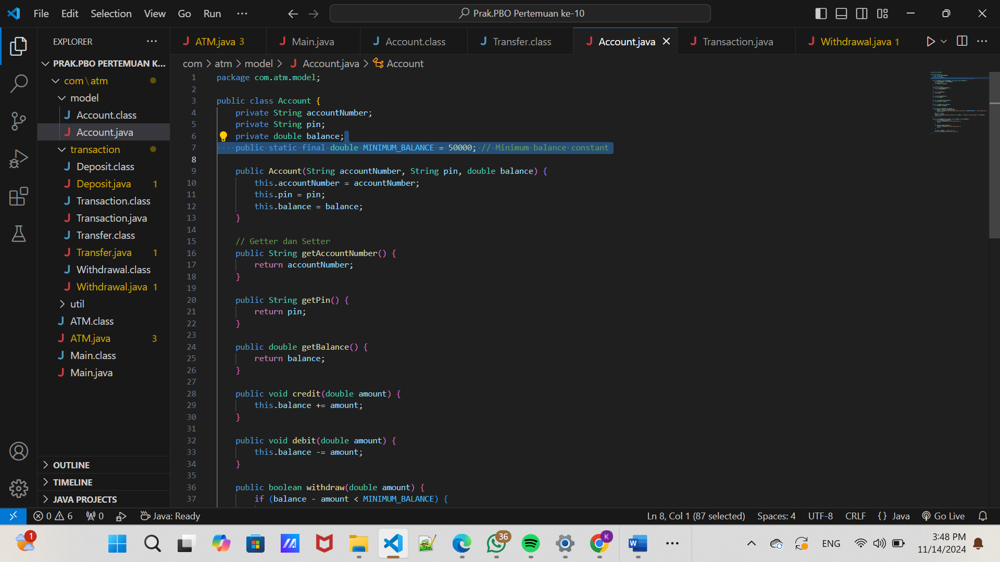 File Edit Selection View Go Run ···
Prak.PBO Pertemuan ke-10
EXPLORER
PRAK.PBO PERTEMUAN K...
com\atm
model
Account.class
Account.java
transaction
Deposit.class
Deposit.java 1
Transaction.class
Transaction.java
Transfer.class
Transfer.java 1
Withdrawal.class
Withdrawal.java 1
util
ATM.class
ATM.java 3
Main.class
Main.java
OUTLINE
TIMELINE
JAVA PROJECTS
ATM.java 3 Main.java Account.class Transfer.class Account.java Transaction.java Withdrawal.java 1
com > atm > model > Account.java > Account
1 package com.atm.model;
2
3 public class Account {
4 private String accountNumber;
5 private String pin;
6 private double balance;
7 public static final double MINIMUM_BALANCE = 50000; // Minimum balance constant
8
9 public Account(String accountNumber, String pin, double balance) {
10 this.accountNumber = accountNumber;
11 this.pin = pin;
12 this.balance = balance;
13 }
14
15 // Getter dan Setter
16 public String getAccountNumber() {
17 return accountNumber;
18 }
19
20 public String getPin() {
21 return pin;
22 }
23
24 public double getBalance() {
25 return balance;
26 }
27
28 public void credit(double amount) {
29 this.balance += amount;
30 }
31
32 public void debit(double amount) {
33 this.balance -= amount;
34 }
35
36 public boolean withdraw(double amount) {
37 if (balance - amount < MINIMUM_BALANCE) {
0 6 0 Java: Ready Ln 8, Col 1 (87 selected) Spaces: 4 UTF-8 CRLF {} Java Go Live
1 36 K W ENG 3:48 PM
11/14/2024